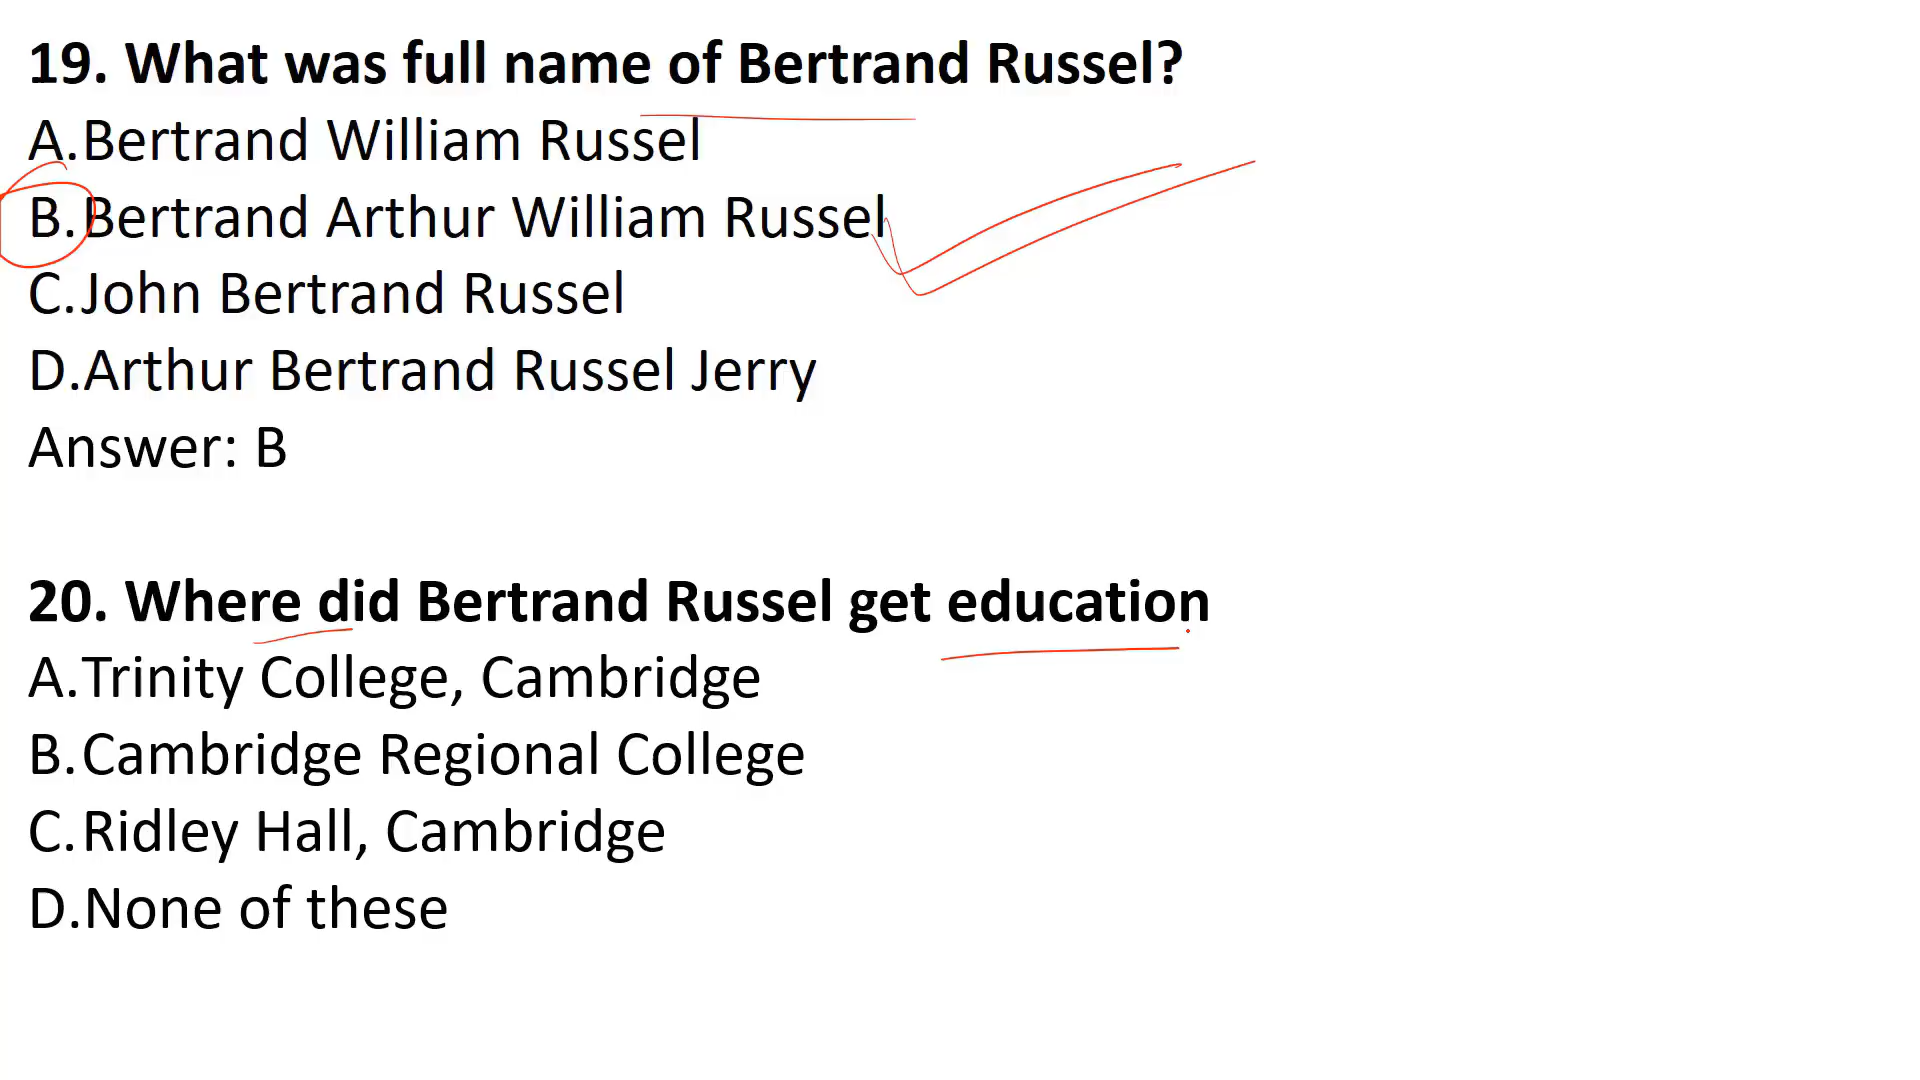 19. What was full name of Bertrand Russel?
A.Bertrand William Russel
B.Bertrand Arthur William Russel
C.John Bertrand Russel
D.Arthur Bertrand Russel Jerry
Answer: B
20. Where did Bertrand Russel get education
A.Trinity College, Cambridge
B.Cambridge Regional College
C.Ridley Hall, Cambridge
D.None of these